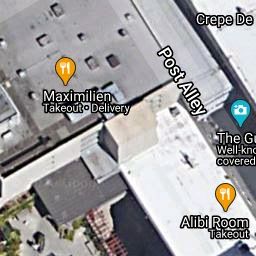 Crepe De
Post Alley
Maximilien
Takeout • Delivery
The Gu
Well-kno
covered
Alibi Room
Takeout